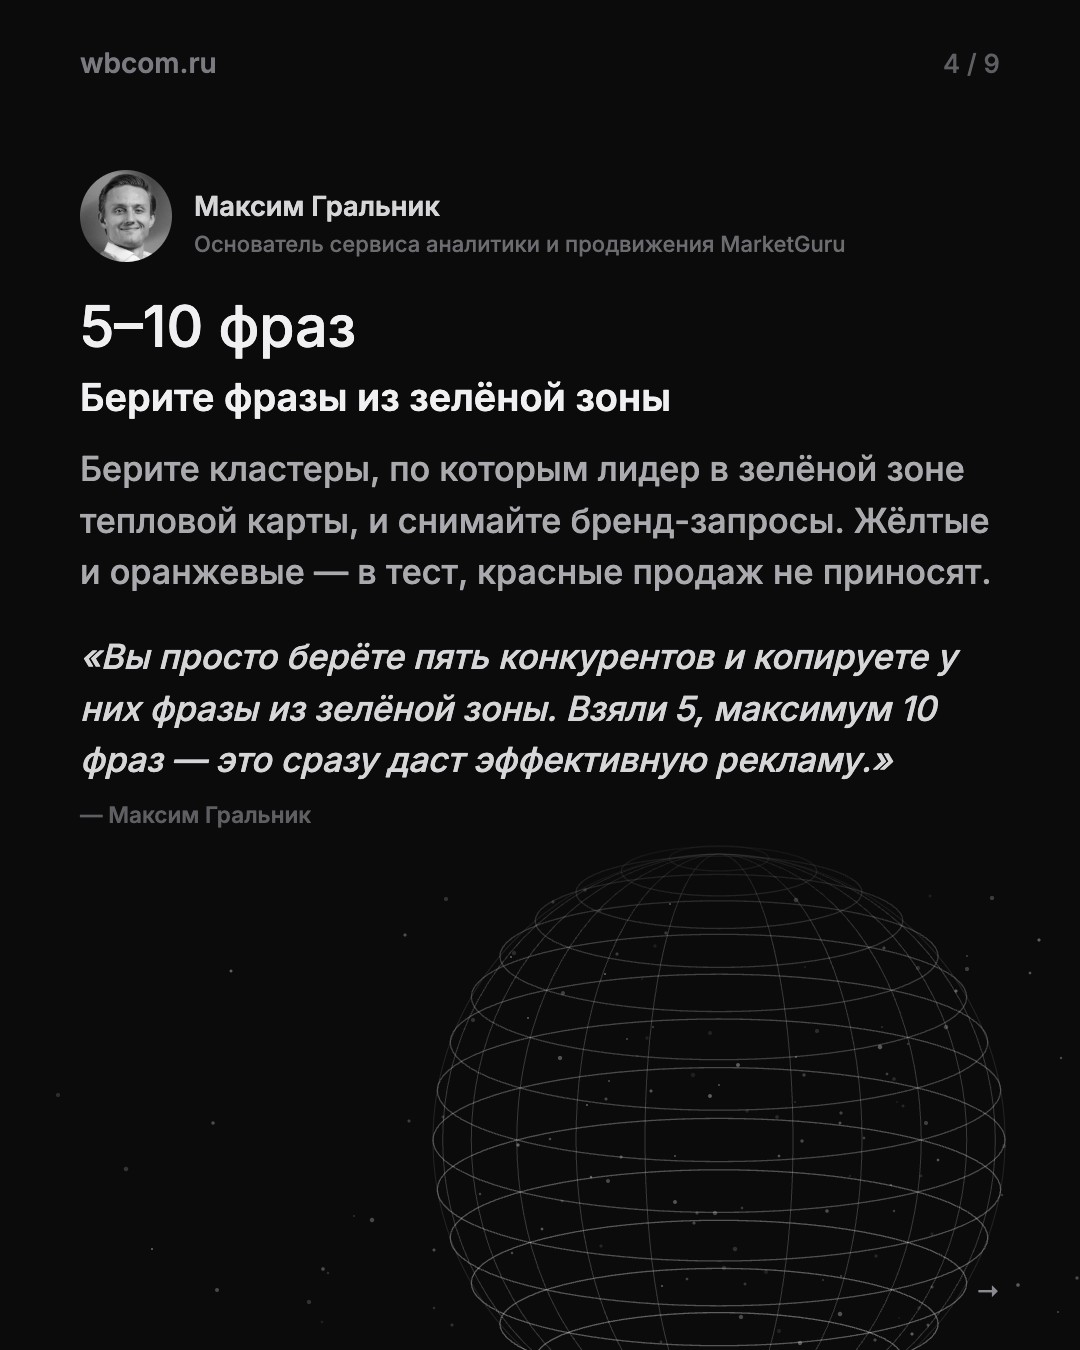 wbcom.ru
4 / 9
Максим Гральник
Основатель сервиса аналитики и продвижения MarketGuru
5–10 фраз
Берите фразы из зелёной зоны
Берите кластеры, по которым лидер в зелёной зоне
тепловой карты, и снимайте бренд-запросы. Жёлтые
и оранжевые — в тест, красные продаж не приносят.
«Вы просто берёте пять конкурентов и копируете у
них фразы из зелёной зоны. Взяли 5, максимум 10
фраз — это сразу даст эффективную рекламу.»
— Максим Гральник
→